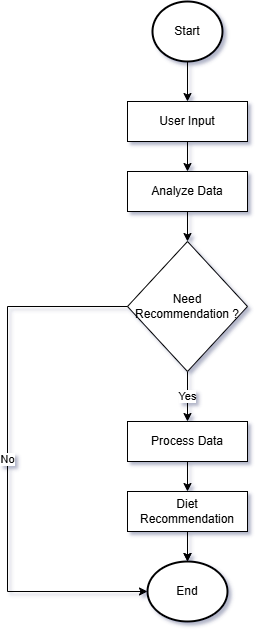 Start
User Input
Analyze Data
Need
Recommendation ?
Yes
No
Process Data
Diet
Recommendation
End